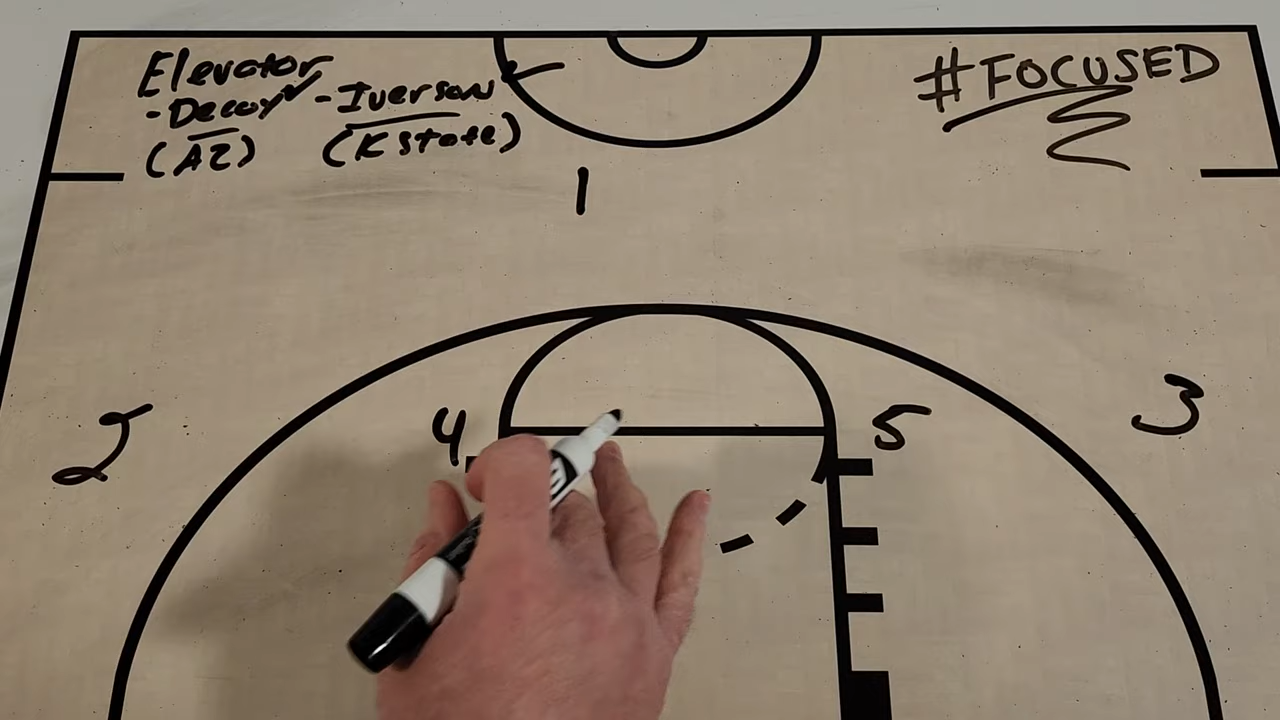 Elevator
-Decoy✓ -Iverson
(AZ) (K State)
#FOCUSED
1
2 4 5 3